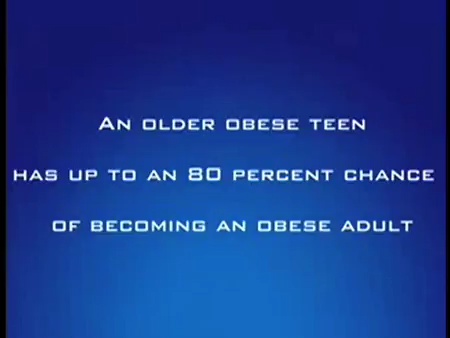 An older obese teen
has up to an 80 percent chance
of becoming an obese adult